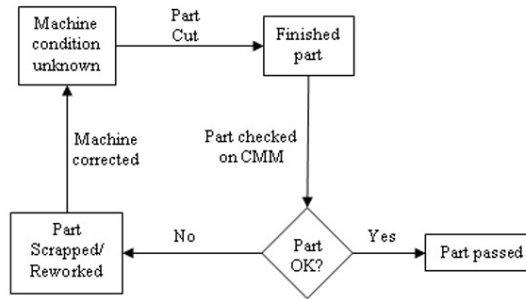 Machine
condition
unknown
Part
Cut
Finished
part
Part checked
on CMM
Machine
corrected
Part
Scrapped/
Reworked
No
Part
OK?
Yes
Part passed